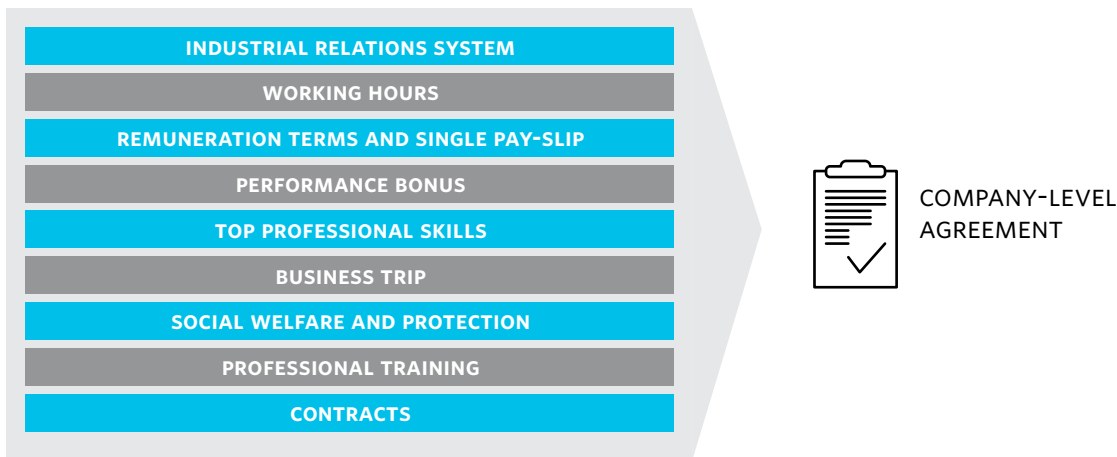 INDUSTRIAL RELATIONS SYSTEM
WORKING HOURS
REMUNERATION TERMS AND SINGLE PAY-SLIP
PERFORMANCE BONUS
TOP PROFESSIONAL SKILLS
BUSINESS TRIP
SOCIAL WELFARE AND PROTECTION
PROFESSIONAL TRAINING
CONTRACTS
COMPANY-LEVEL
AGREEMENT